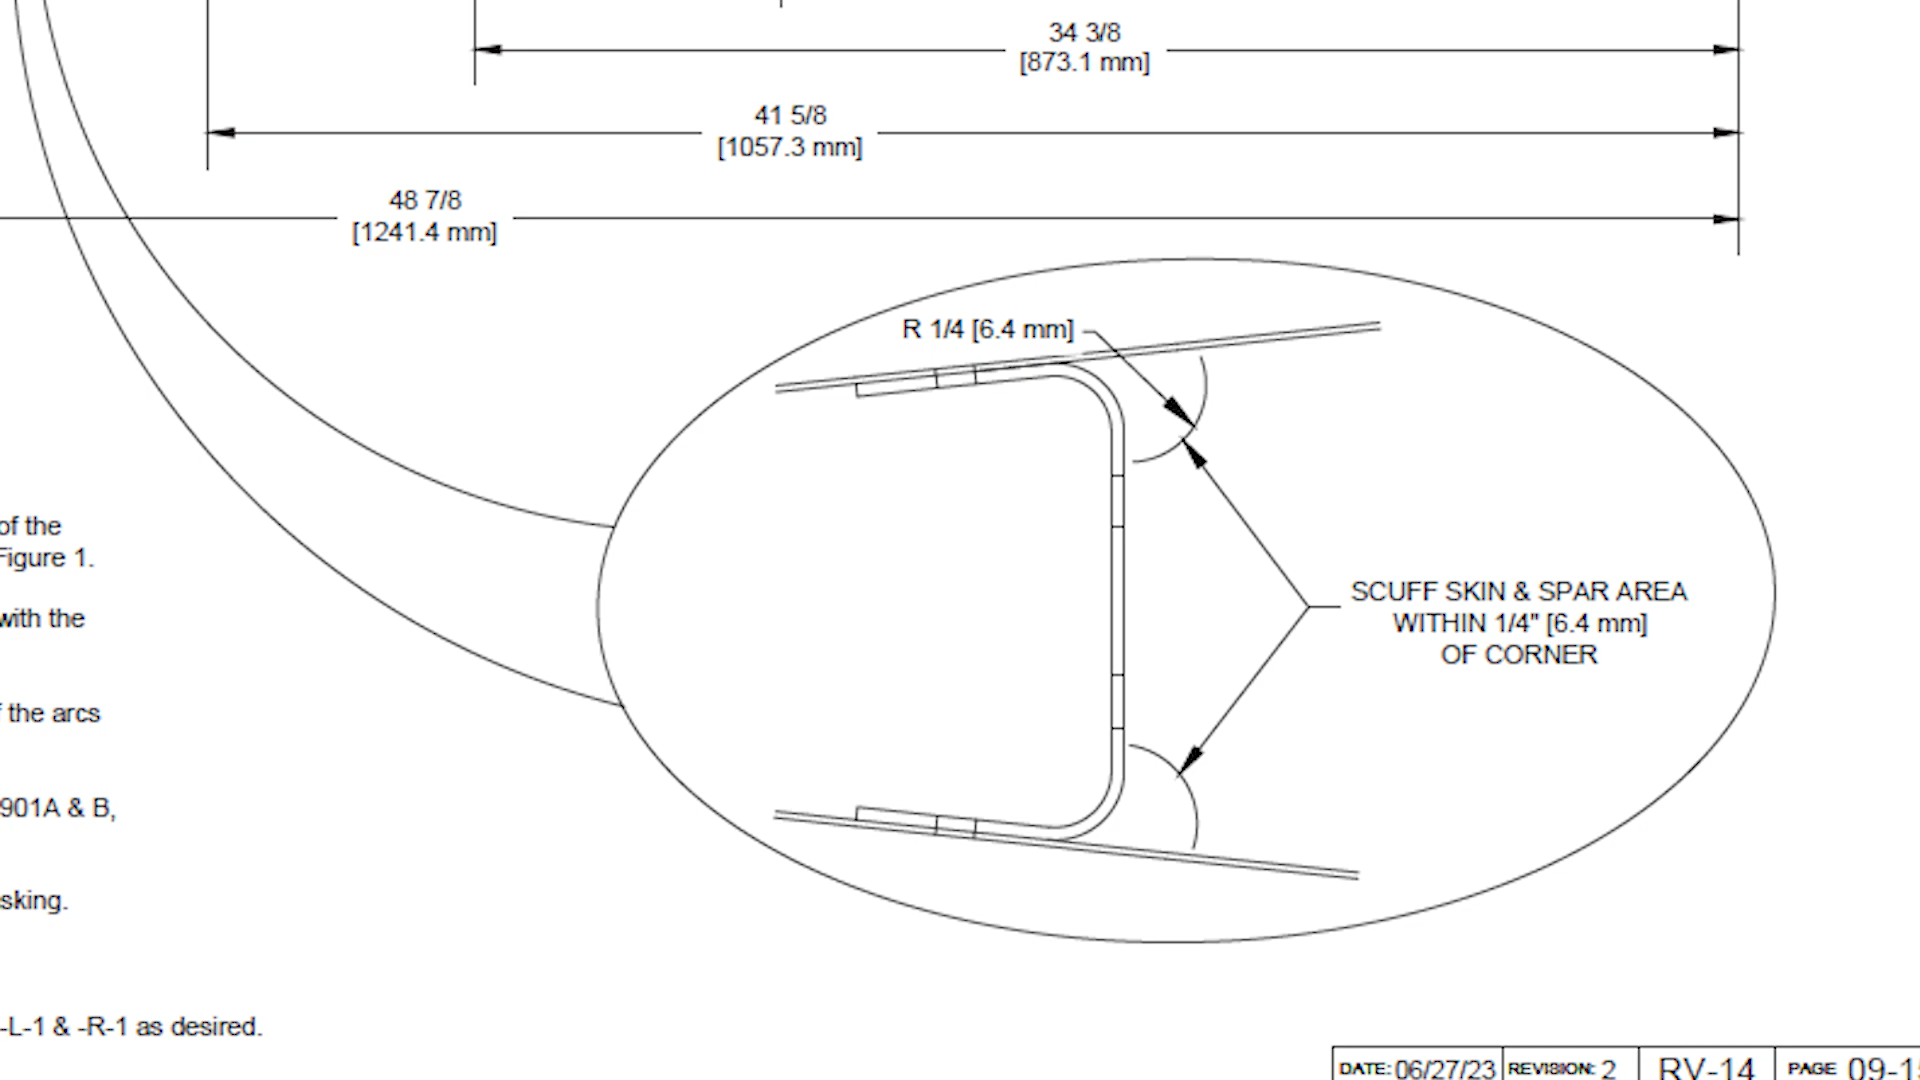 34 3/8
[873.1 mm]
41 5/8
[1057.3 mm]
48 7/8
[1241.4 mm]
R 1/4 [6.4 mm]
SCUFF SKIN & SPAR AREA
WITHIN 1/4" [6.4 mm]
OF CORNER
of the
Figure 1.
with the
the arcs
901A & B,
sking.
-L-1 & -R-1 as desired.
DATE: 06/27/23 REVISION: 2 RV-14 PAGE 09-15